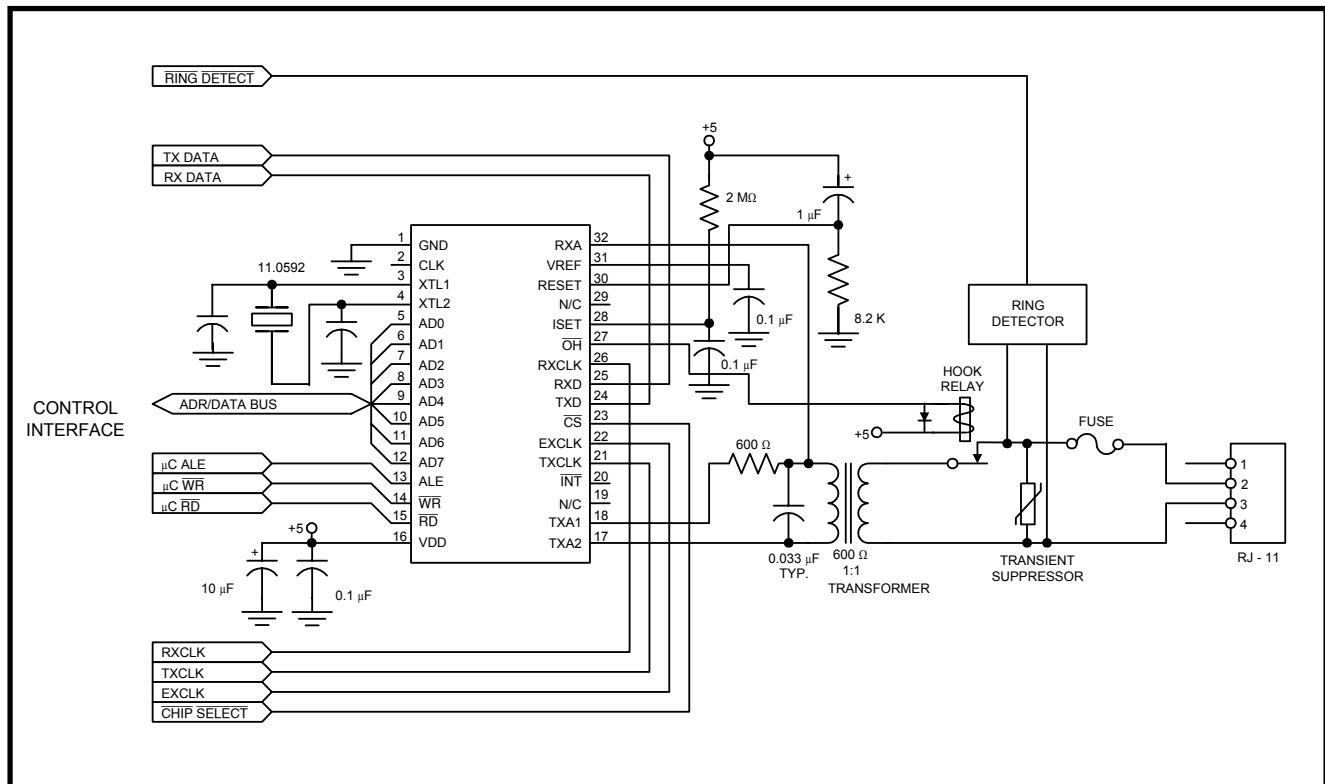 RING DETECT
TX DATA
RX DATA
+5
2 MΩ
+
1 μF
8.2 K
11.0592
1
2
3
4
5
6
7
8
9
10
11
12
13
14
15
16
GND
CLK
XTL1
XTL2
AD0
AD1
AD2
AD3
AD4
AD5
AD6
AD7
ALE
WR
RD
VDD
RXA
VREF
RESET
N/C
ISET
OH
RXCLK
RXD
TXD
CS
EXCLK
TXCLK
INT
N/C
TXA1
TXA2
32
31
30
29
28
27
26
25
24
23
22
21
20
19
18
17
0.1 μF
0.1 μF
RING
DETECTOR
HOOK
RELAY
+5
FUSE
CONTROL
INTERFACE
ADR/DATA BUS
μC ALE
μC WR
μC RD
+5
+
10 μF
0.1 μF
600 Ω
0.033 μF
TYP.
600 Ω
1:1
TRANSFORMER
TRANSIENT
SUPPRESSOR
1
2
3
4
RJ - 11
RXCLK
TXCLK
EXCLK
CHIP SELECT